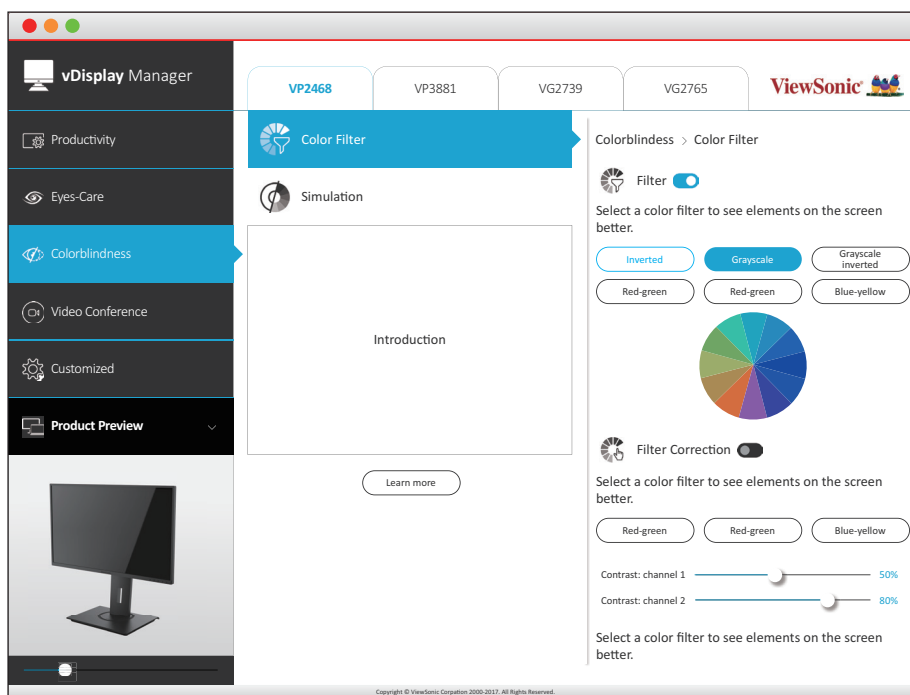 vDisplay Manager
VP2468
VP3881
VG2739
VG2765
ViewSonic
Productivity
Eyes-Care
Colorblindness
Video Conference
Customized
Product Preview
Color Filter
Simulation
Introduction
Learn more
Colorblindness > Color Filter
Filter
Select a color filter to see elements on the screen
better.
Inverted
Grayscale
Grayscale
inverted
Red-green
Red-green
Blue-yellow
Filter Correction
Select a color filter to see elements on the screen
better.
Red-green
Red-green
Blue-yellow
Contrast: channel 1 50%
Contrast: channel 2 80%
Select a color filter to see elements on the screen
better.
Copyright © ViewSonic Corpation 2000-2017. All Rights Reserved.